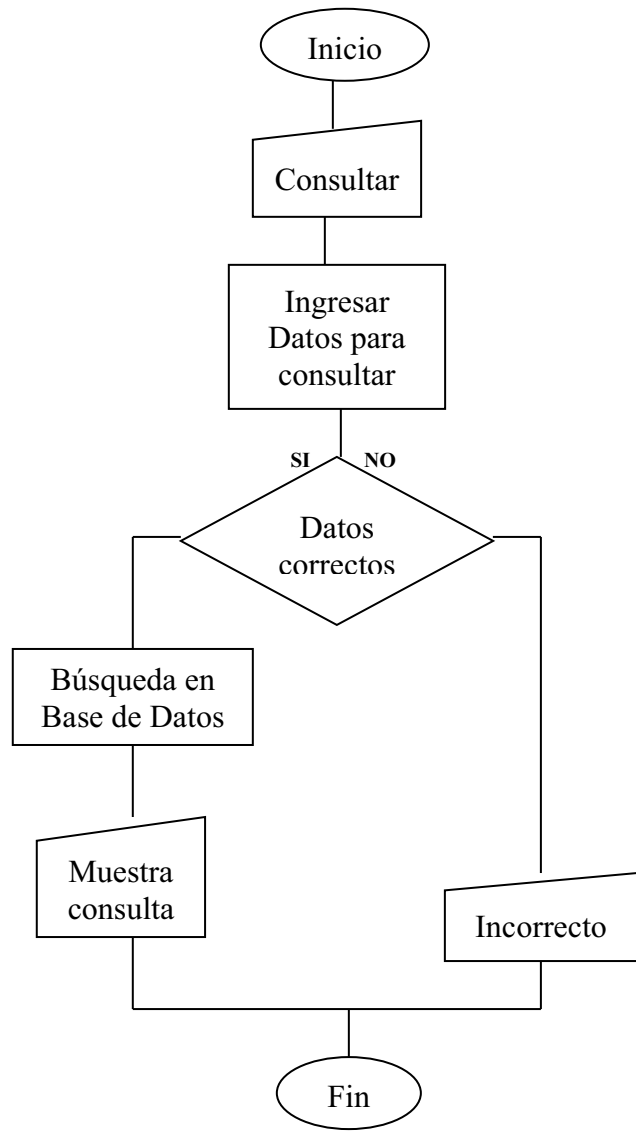 Inicio
Consultar
Ingresar
Datos para
consultar
SI NO
Datos
correctos
Búsqueda en
Base de Datos
Muestra
consulta
Incorrecto
Fin